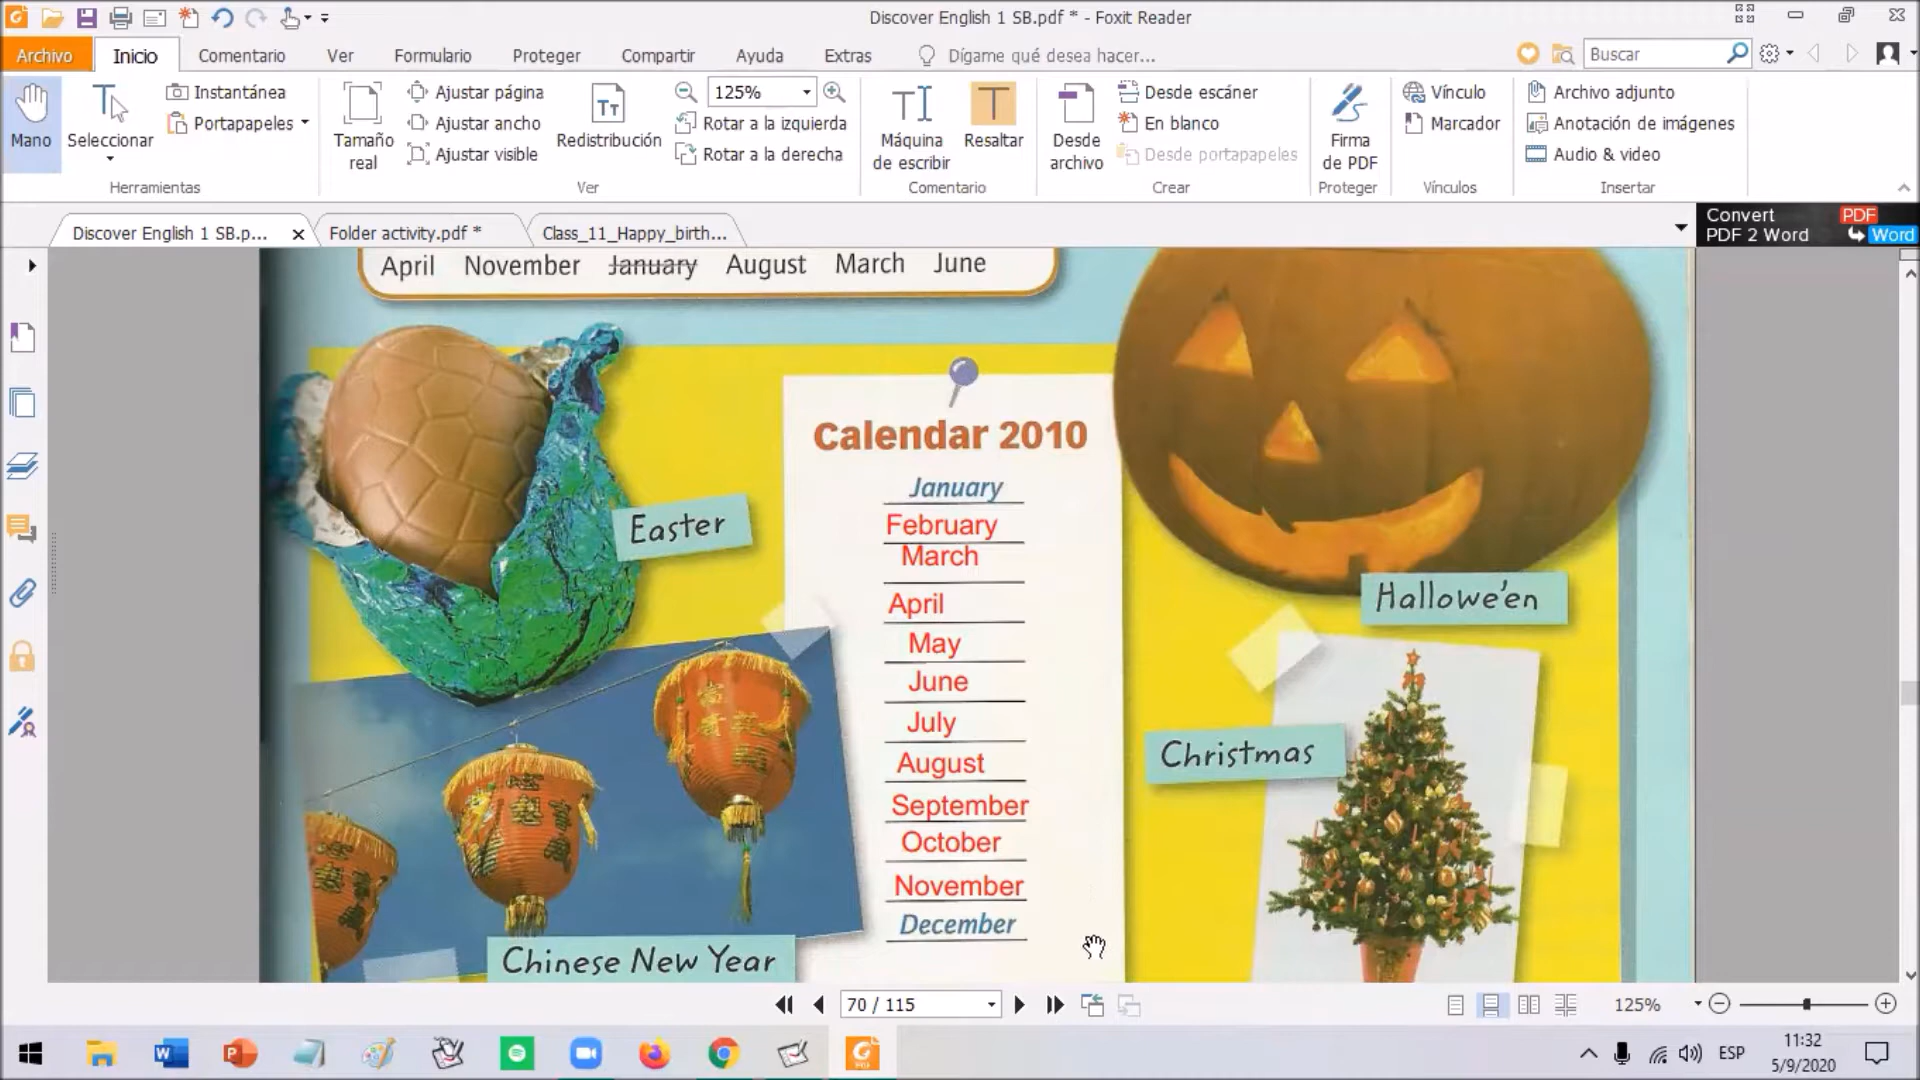 Discover English 1 SB.pdf * - Foxit Reader
Archivo Inicio Comentario Ver Formulario Proteger Compartir Ayuda Extras Dígame qué desea hacer... Buscar
Mano
Seleccionar
Instantánea
Portapapeles
Herramientas
Tamaño real
Ajustar página
Ajustar ancho
Ajustar visible
Redistribución
125%
Rotar a la izquierda
Rotar a la derecha
Ver
Máquina de escribir
Resaltar
Comentario
Desde archivo
Desde escáner
En blanco
Desde portapapeles
Crear
Firma de PDF
Proteger
Vínculo
Marcador
Vínculos
Archivo adjunto
Anotación de imágenes
Audio & video
Insertar
Discover English 1 SB.p... Folder activity.pdf * Class_11_Happy_birth...
Convert PDF
PDF 2 Word Word
April November January August March June
Calendar 2010
January
February
March
April
May
June
July
August
September
October
November
December
Easter
Hallowe'en
Christmas
Chinese New Year
70 / 115
125%
ESP
11:32
5/9/2020